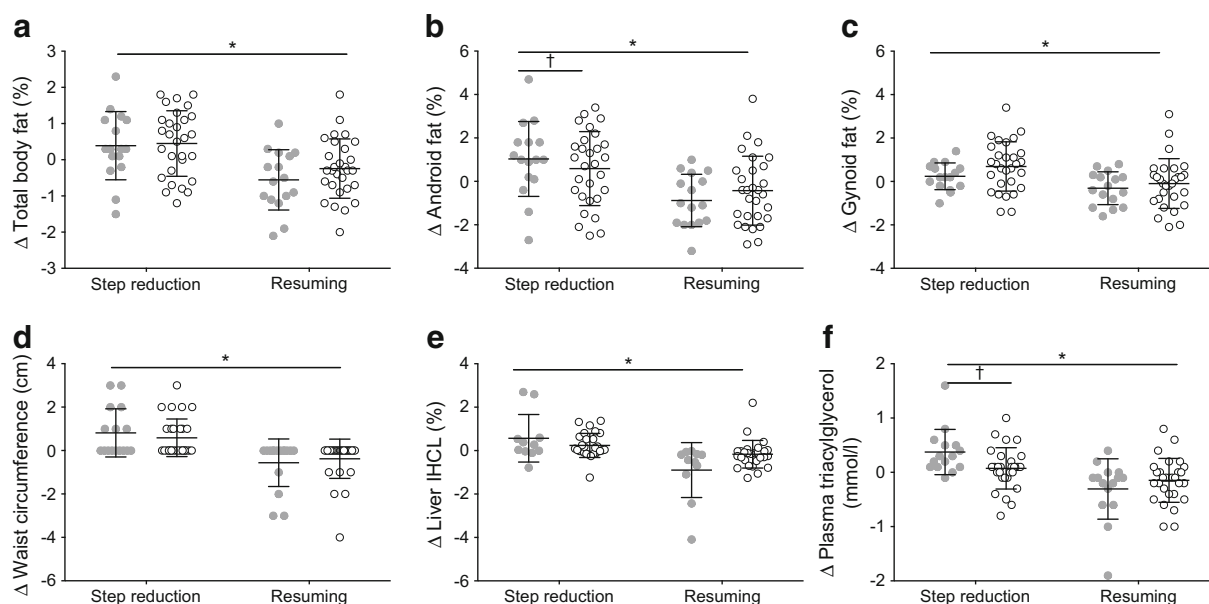 a
Δ Total body fat (%)
3
2
1
0
-1
-2
-3
*
Step reduction
Resuming
b
Δ Android fat (%)
6
4
2
0
-2
-4
*
†
Step reduction
Resuming
c
Δ Gynoid fat (%)
6
4
2
0
-2
-4
*
Step reduction
Resuming
d
Δ Waist circumference (cm)
4
2
0
-2
-4
-6
*
Step reduction
Resuming
e
Δ Liver IHCL (%)
4
2
0
-2
-4
-6
*
Step reduction
Resuming
f
Δ Plasma triacylglycerol
(mmol/l)
2
1
0
-1
-2
*
†
Step reduction
Resuming